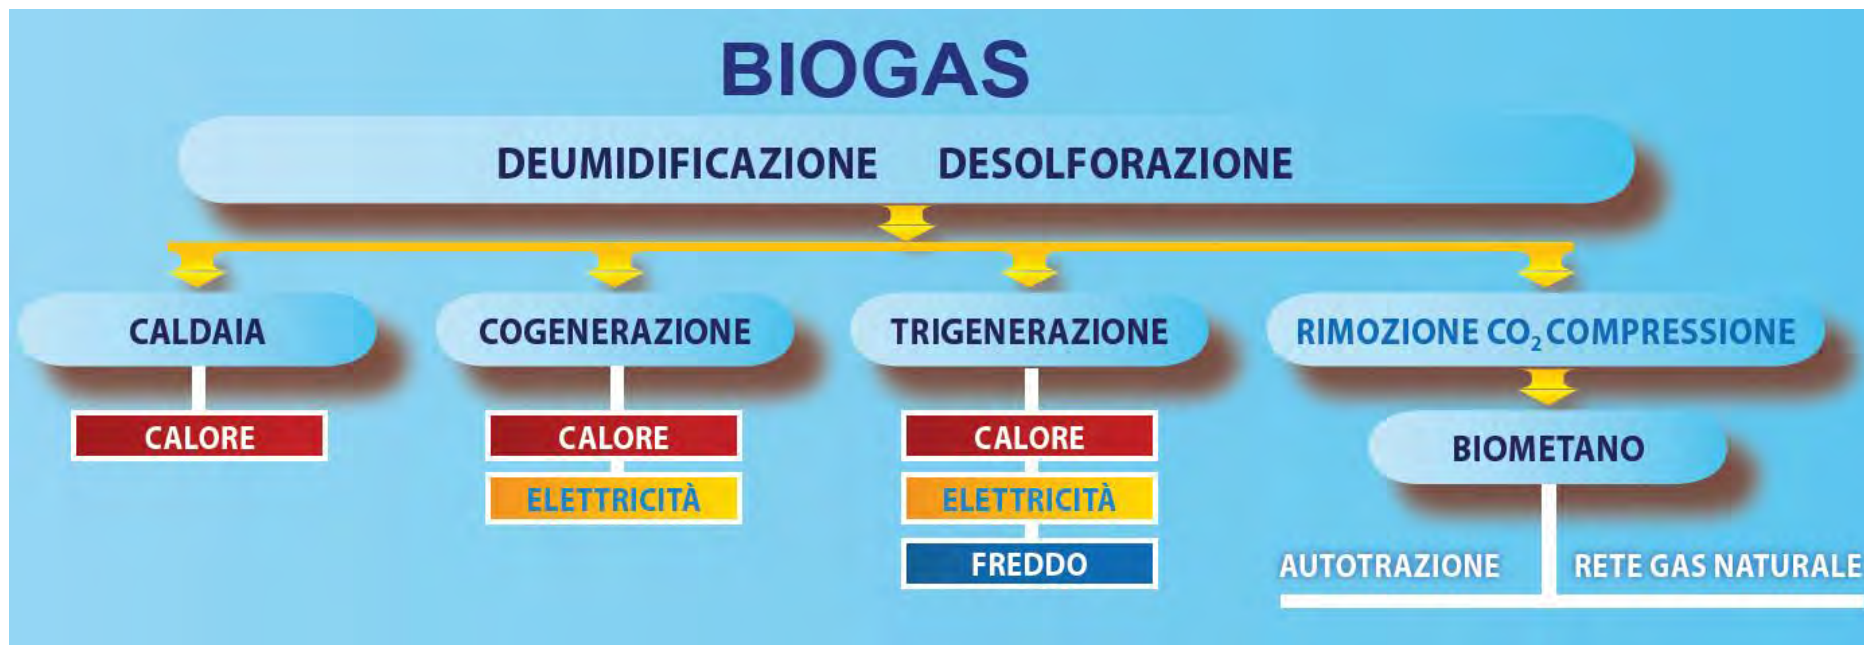 BIOGAS
DEUMIDIFICAZIONE DESOLFORAZIONE
CALDAIA
CALORE
COGENERAZIONE
CALORE
ELETTRICITÀ
TRIGENERAZIONE
CALORE
ELETTRICITÀ
FREDDO
RIMOZIONE CO₂ COMPRESSIONE
BIOMETANO
AUTOTRAZIONE
RETE GAS NATURALE